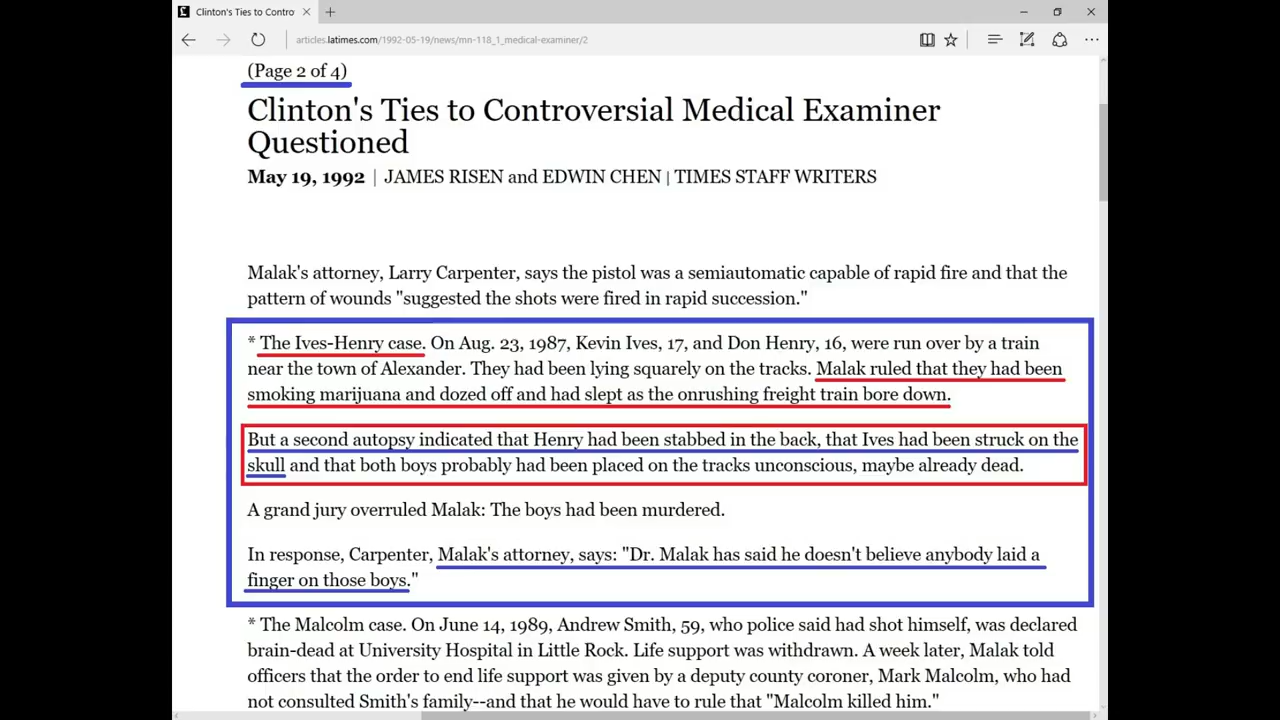 Clinton's Ties to Contro
articles.latimes.com/1992-05-19/news/mn-118_1_medical-examiner/2
(Page 2 of 4)
Clinton's Ties to Controversial Medical Examiner
Questioned
May 19, 1992 | JAMES RISEN and EDWIN CHEN | TIMES STAFF WRITERS
Malak's attorney, Larry Carpenter, says the pistol was a semiautomatic capable of rapid fire and that the
pattern of wounds "suggested the shots were fired in rapid succession."
* The Ives-Henry case. On Aug. 23, 1987, Kevin Ives, 17, and Don Henry, 16, were run over by a train
near the town of Alexander. They had been lying squarely on the tracks. Malak ruled that they had been
smoking marijuana and dozed off and had slept as the onrushing freight train bore down.
But a second autopsy indicated that Henry had been stabbed in the back, that Ives had been struck on the
skull and that both boys probably had been placed on the tracks unconscious, maybe already dead.
A grand jury overruled Malak: The boys had been murdered.
In response, Carpenter, Malak's attorney, says: "Dr. Malak has said he doesn't believe anybody laid a
finger on those boys."
* The Malcolm case. On June 14, 1989, Andrew Smith, 59, who police said had shot himself, was declared
brain-dead at University Hospital in Little Rock. Life support was withdrawn. A week later, Malak told
officers that the order to end life support was given by a deputy county coroner, Mark Malcolm, who had
not consulted Smith's family--and that he would have to rule that "Malcolm killed him."